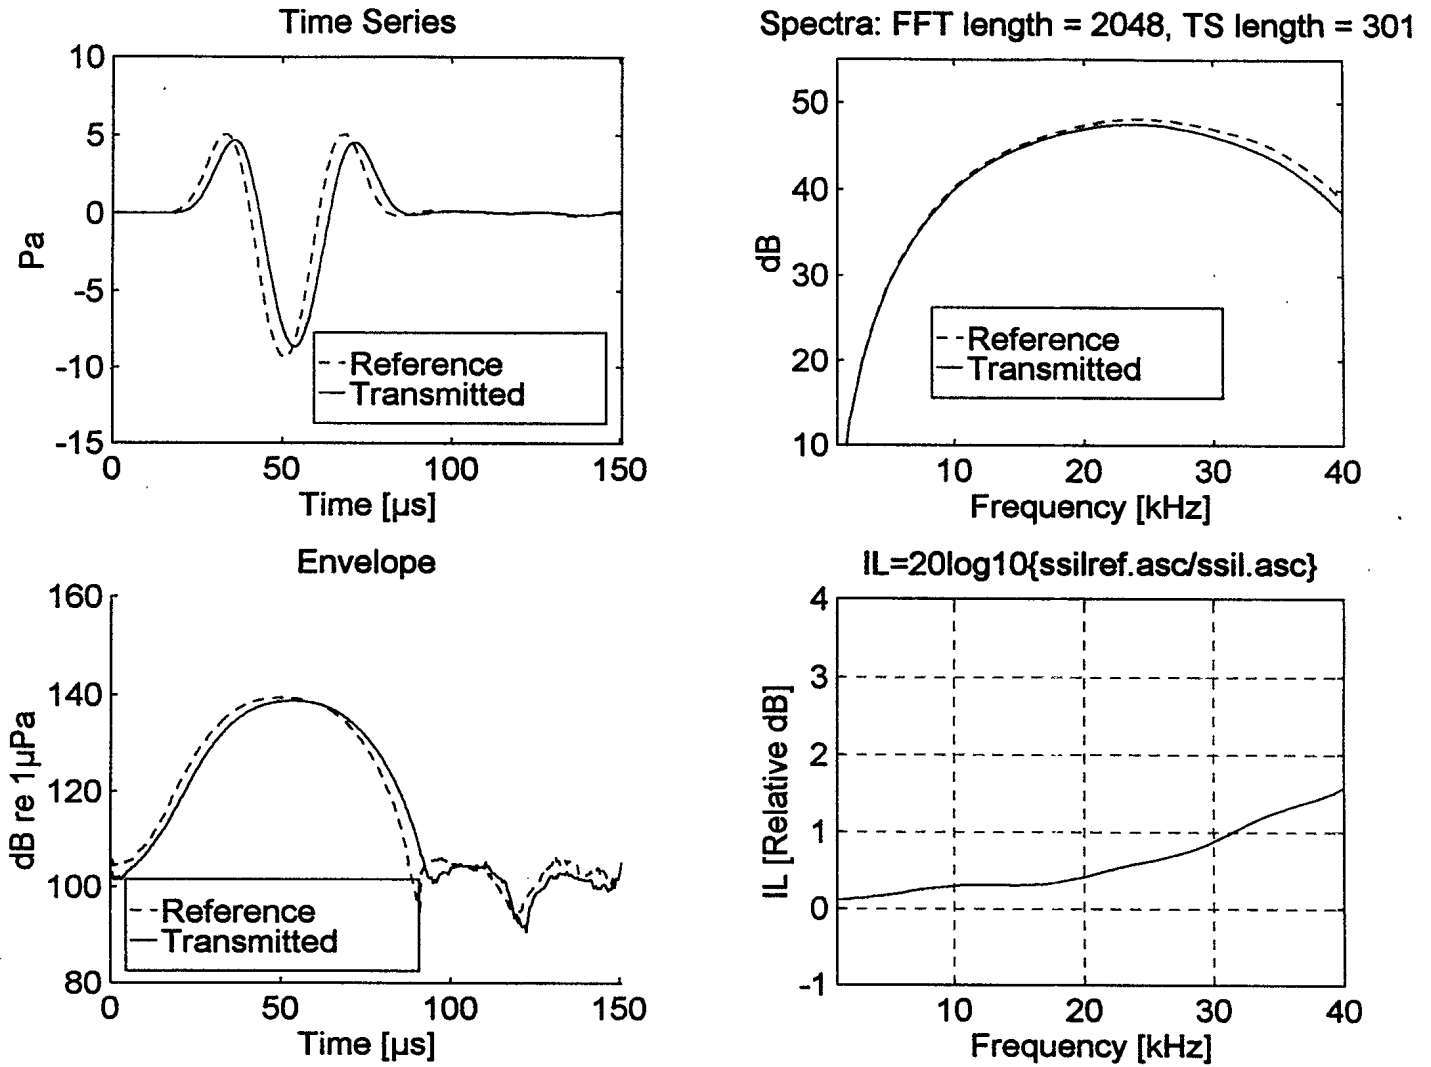 Time Series
10
5
0
-5
-10
-15
Pa
Reference
Transmitted
0 50 100 150
Time [µs]
Spectra: FFT length = 2048, TS length = 301
50
40
30
20
10
dB
Reference
Transmitted
10 20 30 40
Frequency [kHz]
Envelope
160
140
120
100
80
dB re 1µPa
Reference
Transmitted
0 50 100 150
Time [µs]
IL=20log10{ssilref.asc/ssil.asc}
4
3
2
1
0
-1
IL [Relative dB]
10 20 30 40
Frequency [kHz]